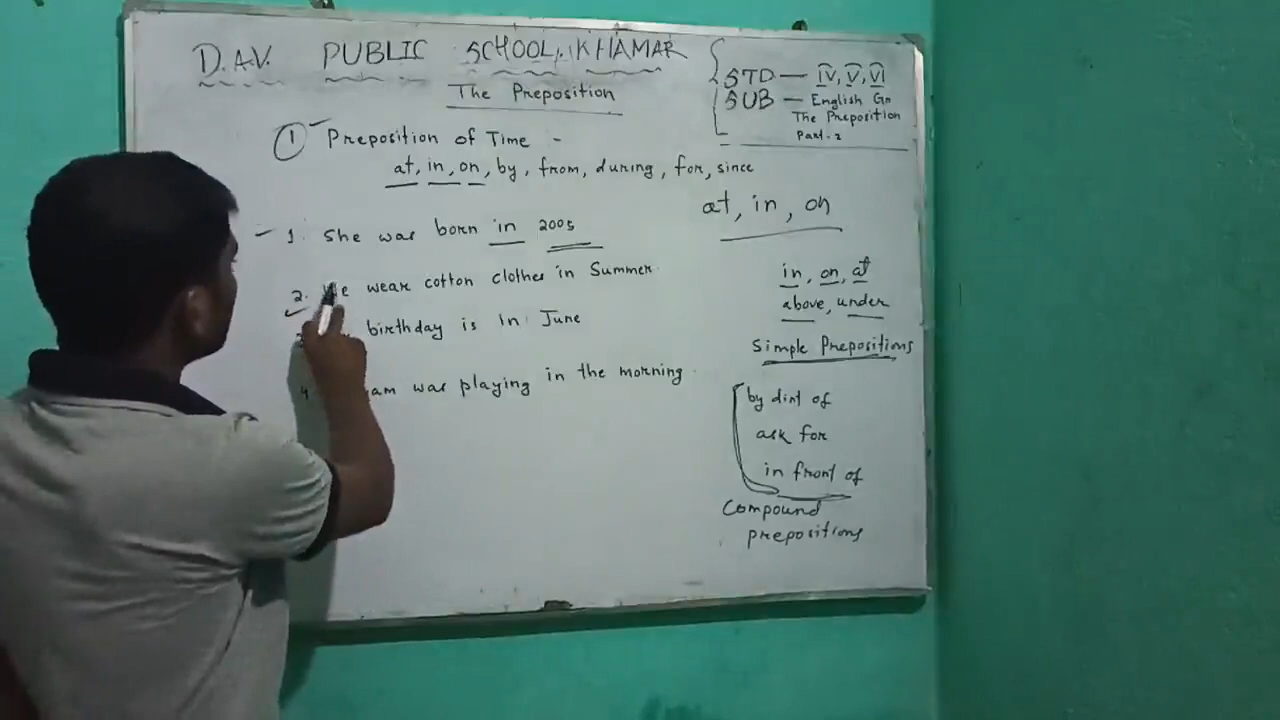 D.A.V. PUBLIC SCHOOL, KHAMAR
The Preposition
STD — IV, V, VI
SUB — English Gr
The Preposition
Part-2
1 Preposition of Time -
at, in, on, by, from, during, for, since
1. She was born in 2005
2. wear cotton clothes in Summer
birthday is in June
4. was playing in the morning
at, in, on
in, on, at
above, under
Simple Prepositions
by dint of
ask for
in front of
Compound
prepositions